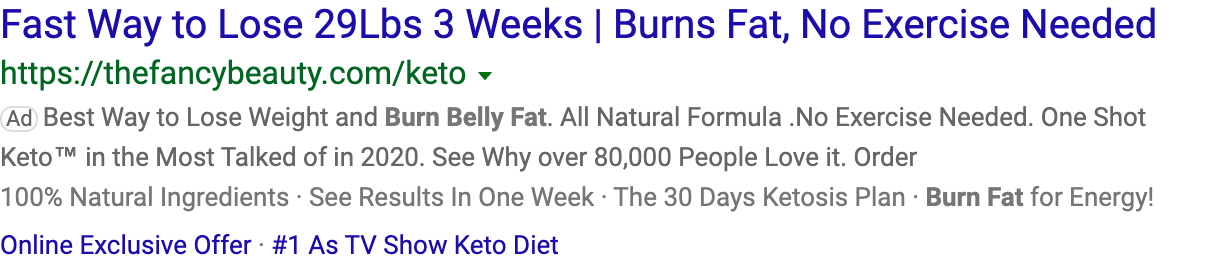 Fast Way to Lose 29Lbs 3 Weeks | Burns Fat, No Exercise Needed
https://thefancybeauty.com/keto
Ad Best Way to Lose Weight and Burn Belly Fat. All Natural Formula .No Exercise Needed. One Shot
Keto™ in the Most Talked of in 2020. See Why over 80,000 People Love it. Order
100% Natural Ingredients · See Results In One Week · The 30 Days Ketosis Plan · Burn Fat for Energy!
Online Exclusive Offer · #1 As TV Show Keto Diet